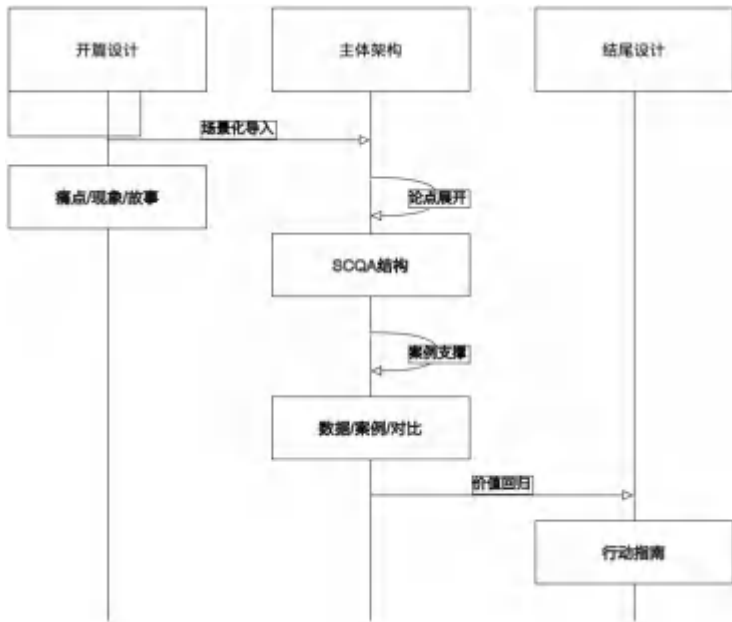 开篇设计
主体架构
结尾设计
场景化导入
痛点/现象/故事
论点展开
SCQA结构
案例支撑
数据/案例/对比
价值回归
行动指南